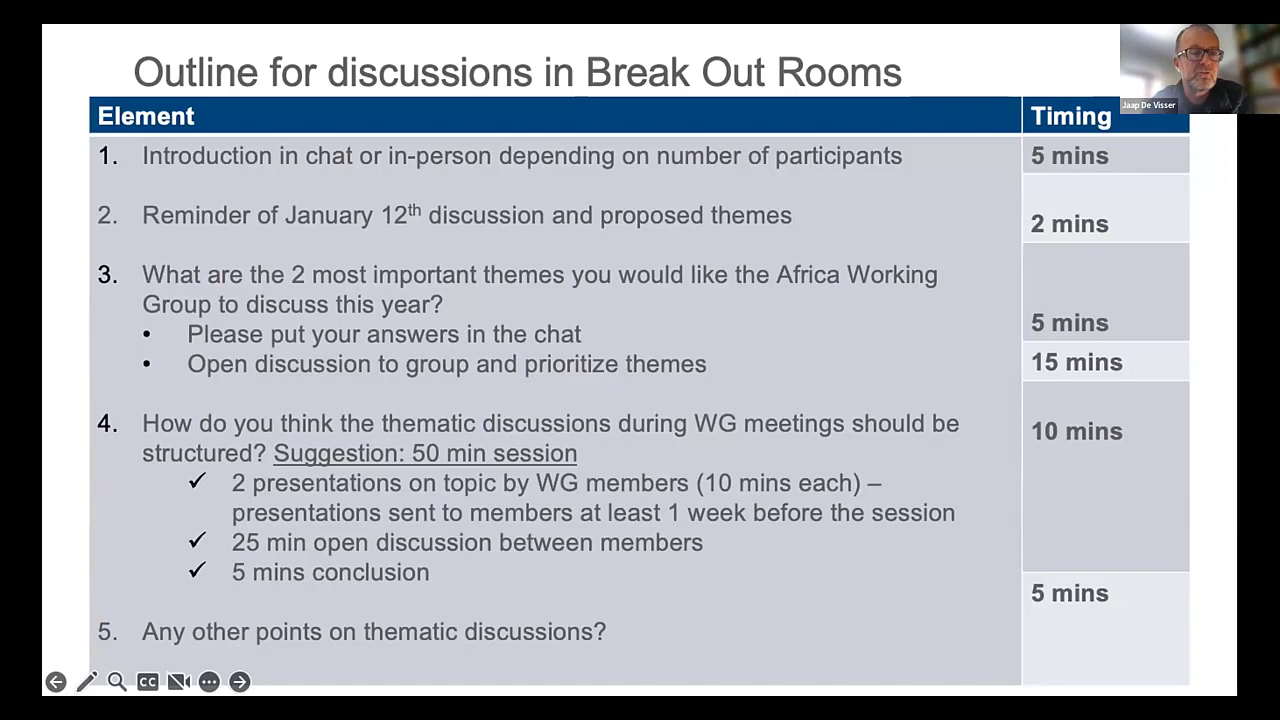 Outline for discussions in Break Out Rooms
Jaap De Visser
Element Timing
1. Introduction in chat or in-person depending on number of participants 5 mins
2. Reminder of January 12th discussion and proposed themes 2 mins
3. What are the 2 most important themes you would like the Africa Working
Group to discuss this year?
• Please put your answers in the chat 5 mins
• Open discussion to group and prioritize themes 15 mins
4. How do you think the thematic discussions during WG meetings should be 10 mins
structured? Suggestion: 50 min session
✓ 2 presentations on topic by WG members (10 mins each) –
presentations sent to members at least 1 week before the session
✓ 25 min open discussion between members
✓ 5 mins conclusion
5 mins
5. Any other points on thematic discussions?
CC